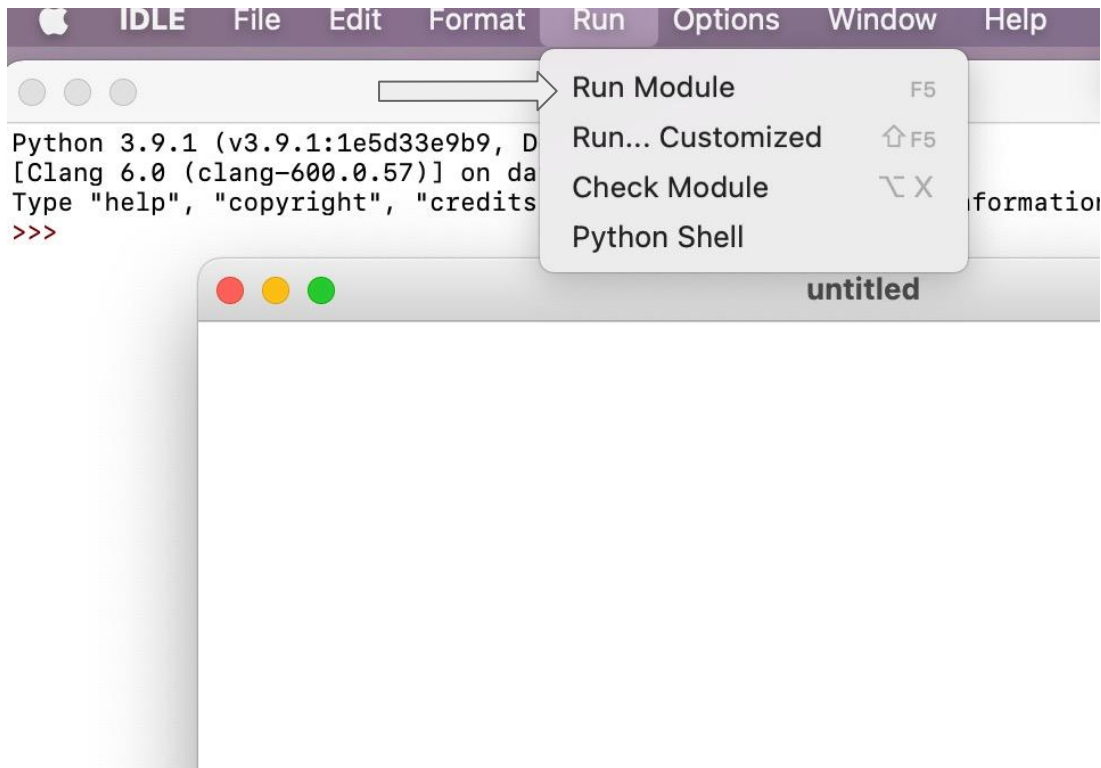 IDLE File Edit Format Run Options Window Help
Run Module F5
Run... Customized ⇧F5
Check Module ⌥X
Python Shell
Python 3.9.1 (v3.9.1:1e5d33e9b9, D
[Clang 6.0 (clang-600.0.57)] on da
Type "help", "copyright", "credits formation
>>>
untitled